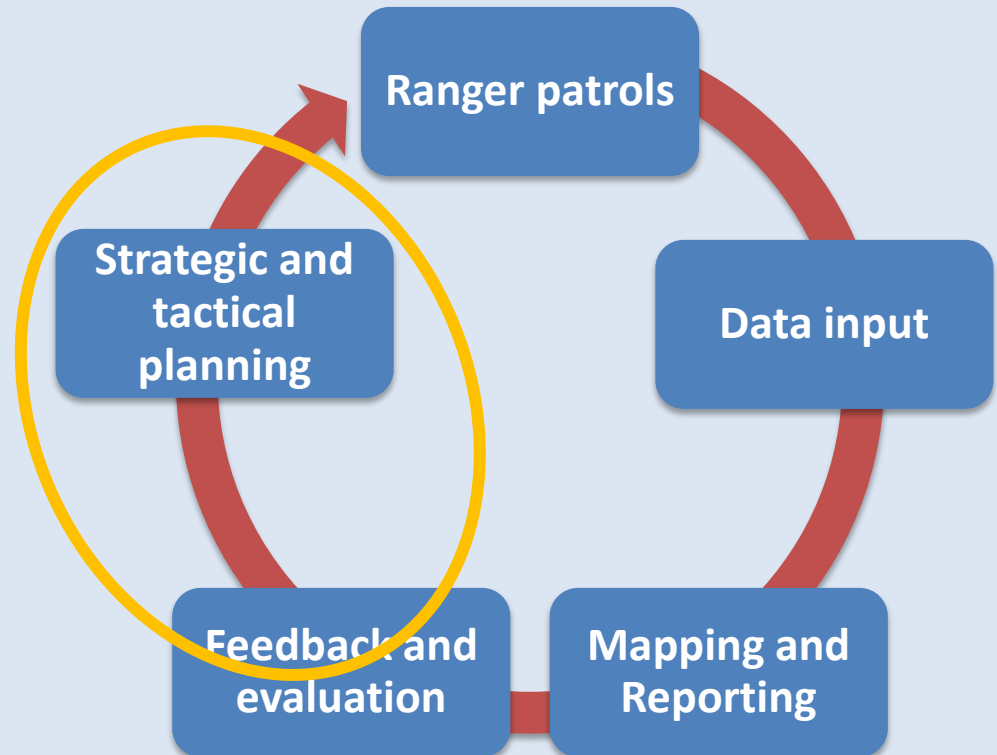 Ranger patrols
Data input
Mapping and
Reporting
Feedback and
evaluation
Strategic and
tactical
planning